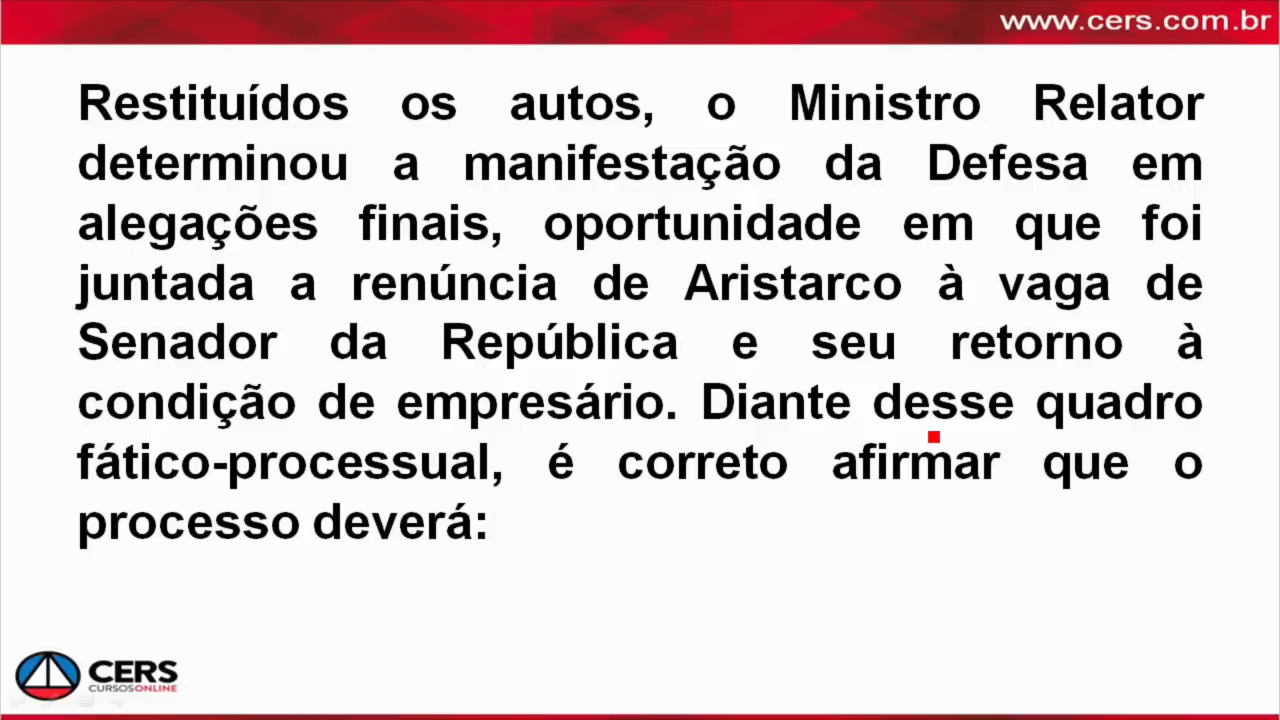 www.cers.com.br
Restituídos os autos, o Ministro Relator
determinou a manifestação da Defesa em
alegações finais, oportunidade em que foi
juntada a renúncia de Aristarco à vaga de
Senador da República e seu retorno à
condição de empresário. Diante desse quadro
fático-processual, é correto afirmar que o
processo deverá:
CERS
CURSOSONLINE